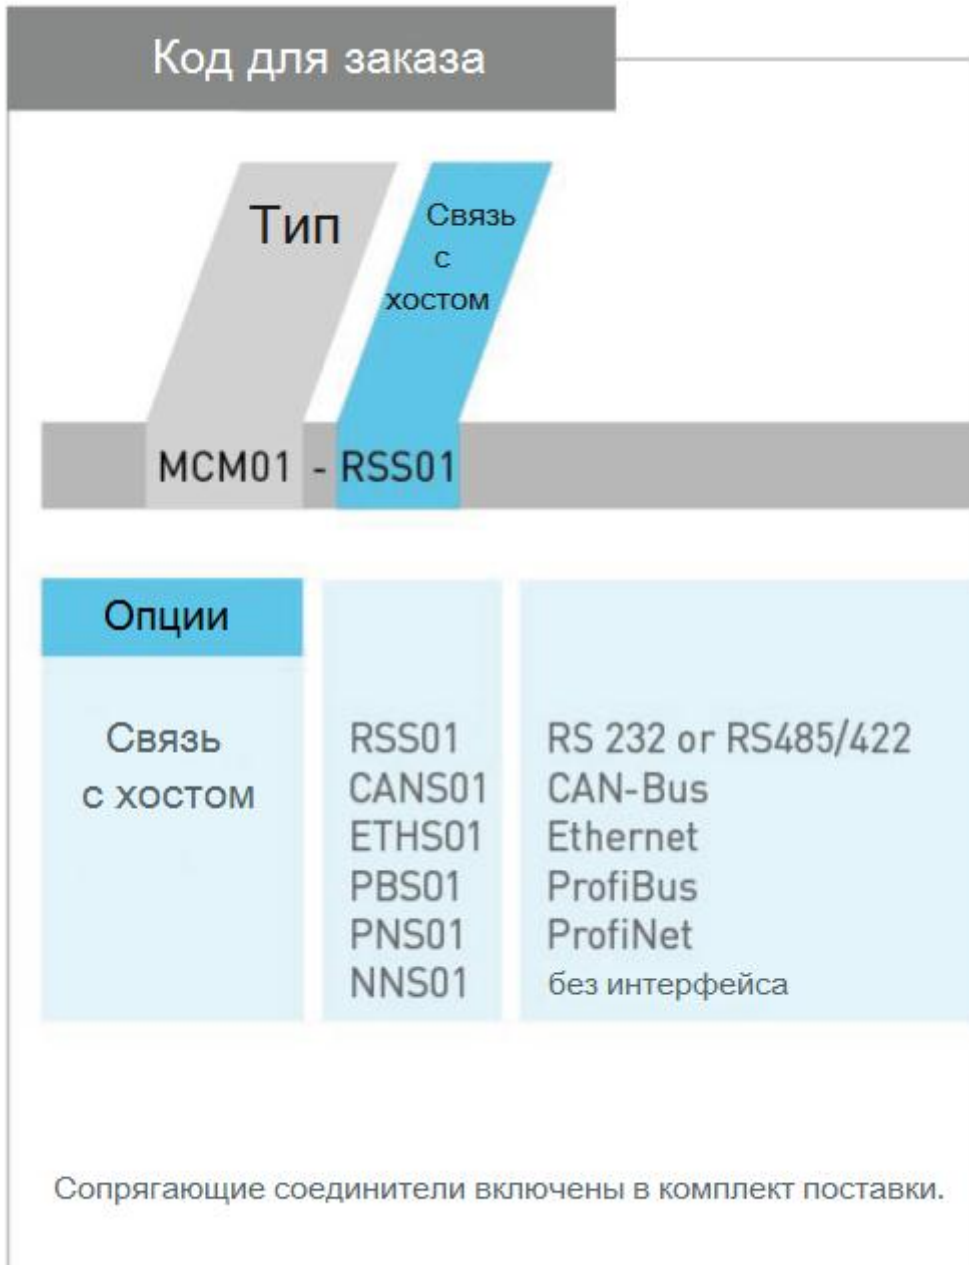 Код для заказа
Тип
Связь
с
хостом
MCM01 - RSS01
Опции
Связь
с хостом
RSS01 RS 232 or RS485/422
CANS01 CAN-Bus
ETHS01 Ethernet
PBS01 ProfiBus
PNS01 ProfiNet
NNS01 без интерфейса
Сопрягающие соединители включены в комплект поставки.